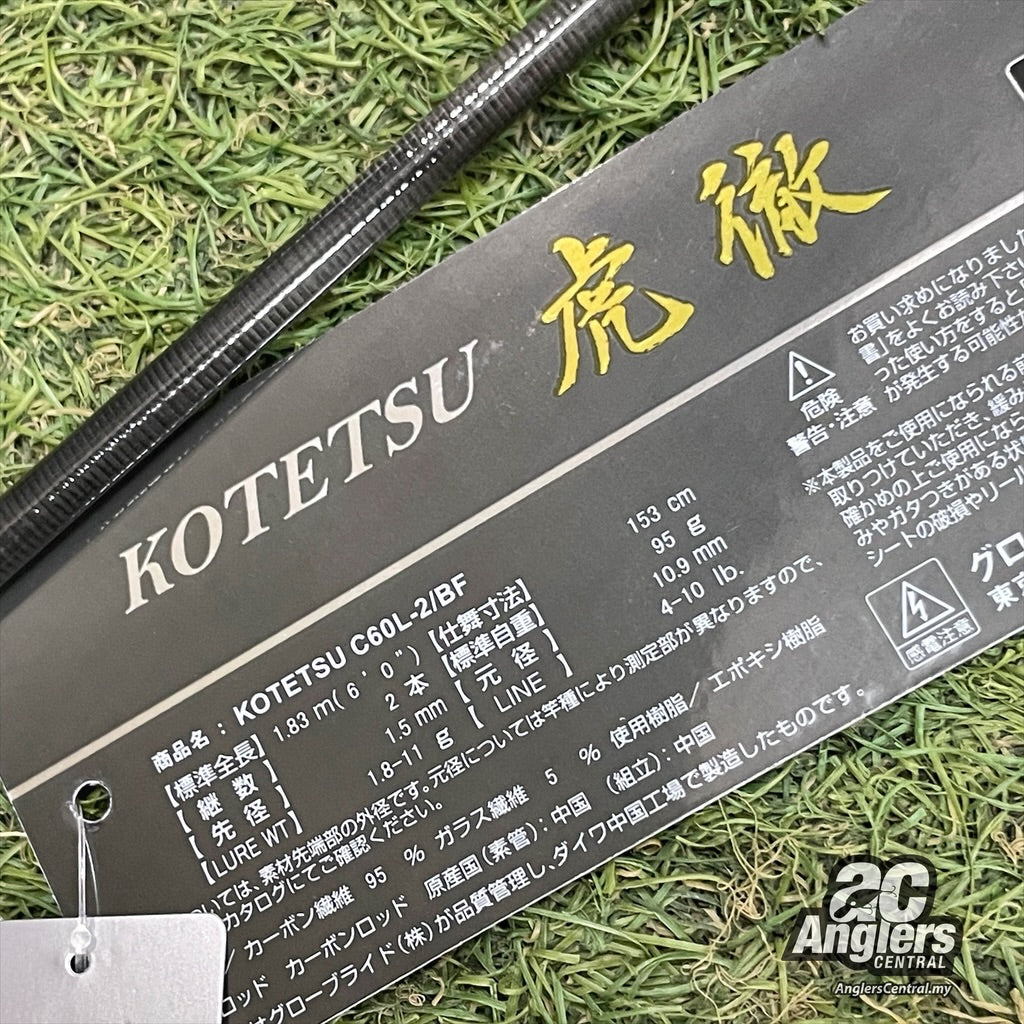 KOTETSU 虎徹
商品名： KOTETSU C60L-2/BF
【標準全長】 1.83 m(6'0") 【仕舞寸法】 153 cm
【継 数】 2 本 【標準自重】 95 g
【先 径】 1.5 mm 【元 径】 10.9 mm
【LURE WT】 1.8-11 g 【LINE】 4-10 lb.
ついては、素材先端部の外径です。元径については竿種により測定部が異なりますので、
カタログにてご確認ください。
/ カーボン繊維 95 % ガラス繊維 5 % 使用樹脂/ エポキシ樹脂
ロッド カーボンロッド 原産国(素管)：中国 (組立)：中国
グローブライド(株)が品質管理し、ダイワ中国工場で製造したものです。
危険
警告・注意
お買い求めになりました
書」をよくお読み下さい
った使い方をすると
が発生する可能性
※本製品をご使用になられる前
取りつけていただき、緩み
確かめの上ご使用になら
みやガタつきがある状
シートの破損やリール
感電注意
グロ
東京
ac
Anglers
CENTRAL
AnglersCentral.my